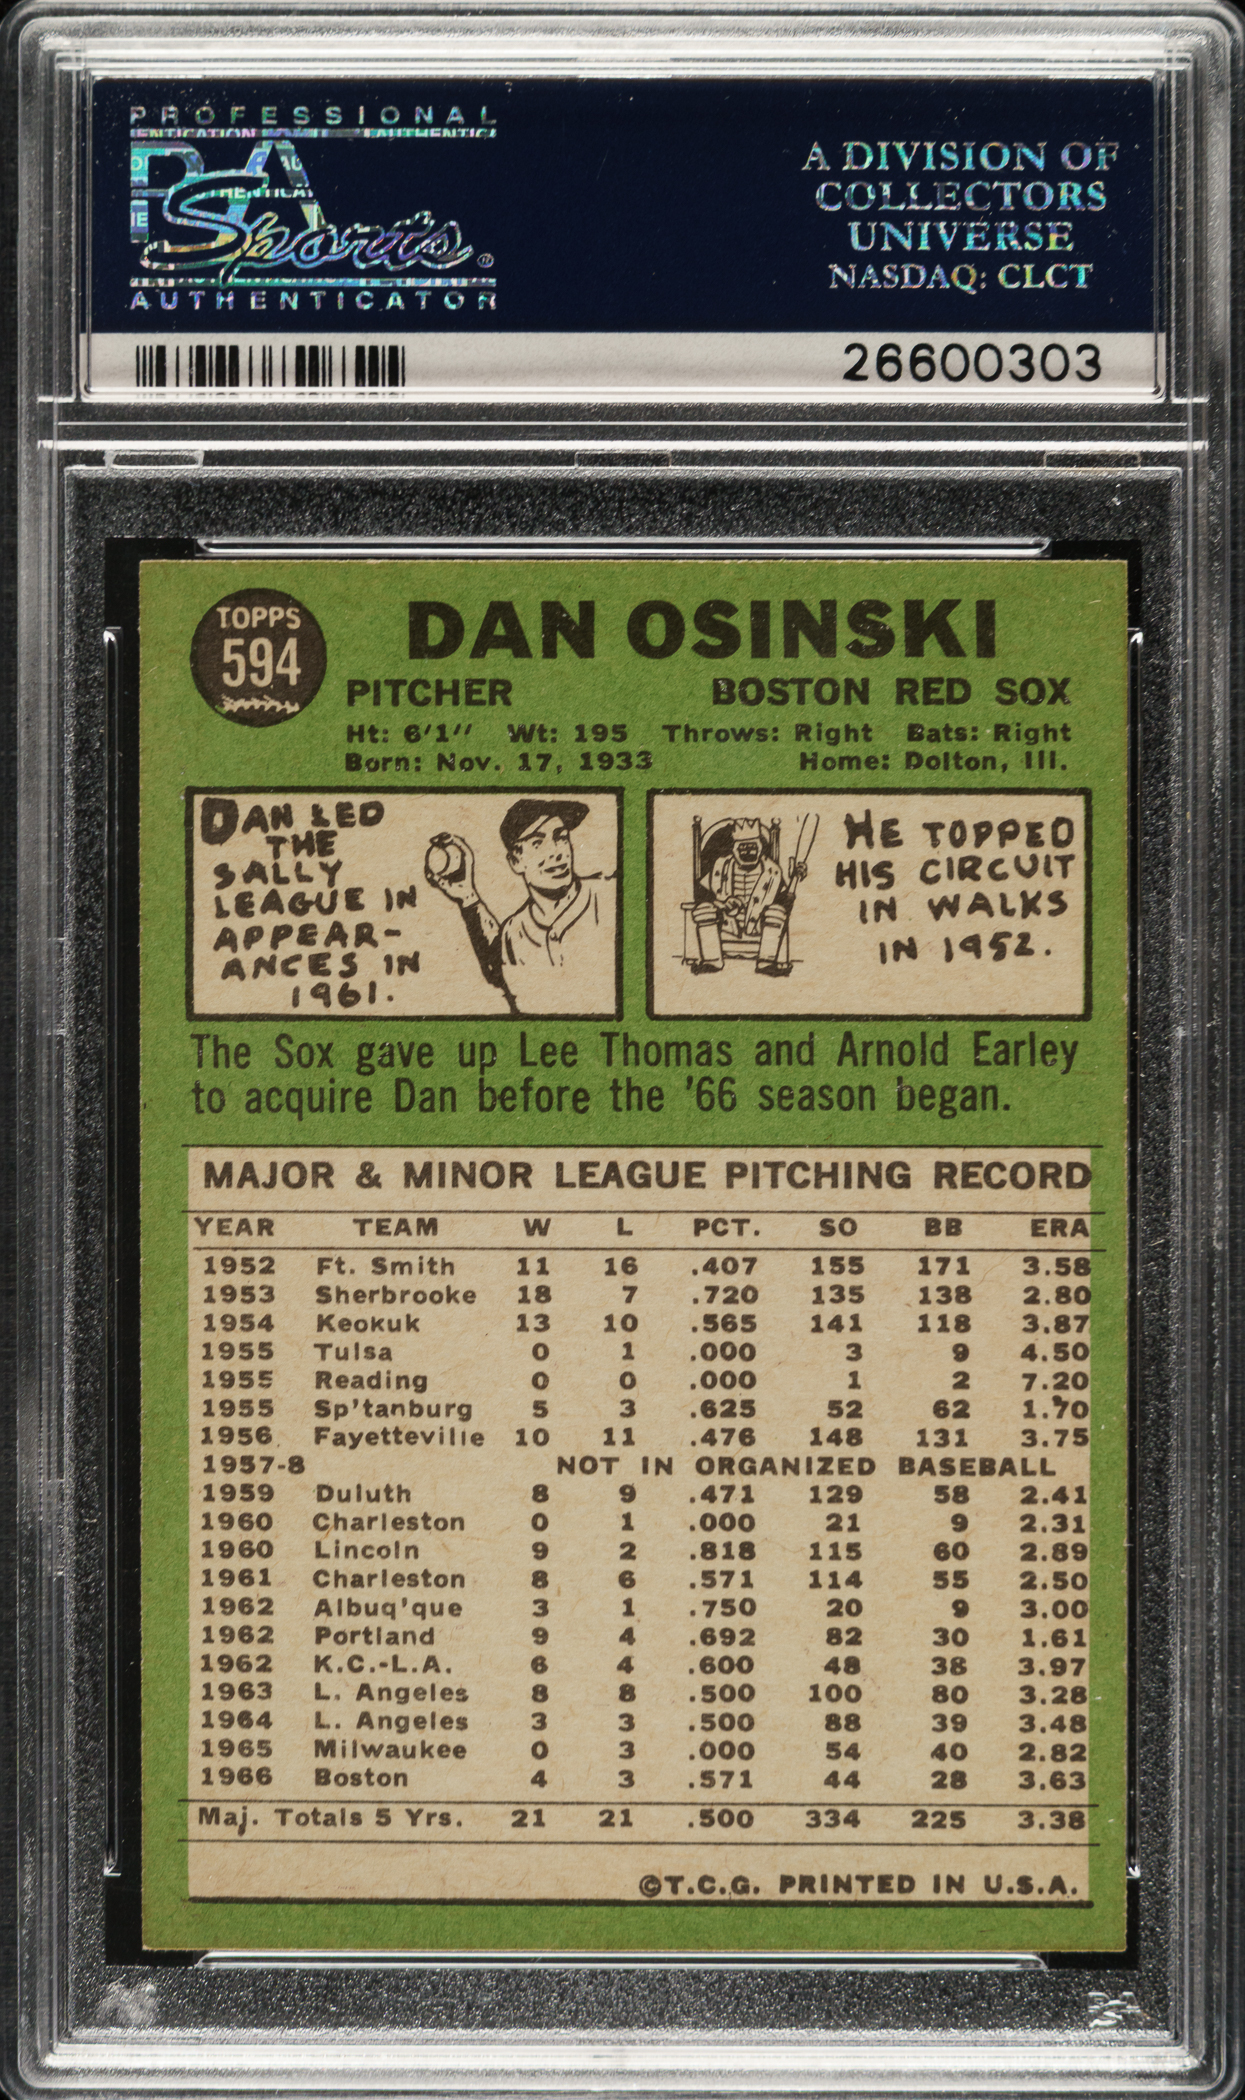 PROFESSIONAL
PSA
Sports®
AUTHENTICATOR
A DIVISION OF
COLLECTORS
UNIVERSE
NASDAQ: CLCT
26600303
TOPPS
594
DAN OSINSKI
PITCHER BOSTON RED SOX
Ht: 6'1" Wt: 195 Throws: Right Bats: Right
Born: Nov. 17, 1933 Home: Dolton, Ill.
DAN LED
THE
SALLY
LEAGUE IN
APPEAR-
ANCES IN
1961.
HE TOPPED
HIS CIRCUIT
IN WALKS
IN 1952.
The Sox gave up Lee Thomas and Arnold Earley
to acquire Dan before the '66 season began.
MAJOR & MINOR LEAGUE PITCHING RECORD
YEAR TEAM W L PCT. SO BB ERA
1952 Ft. Smith 11 16 .407 155 171 3.58
1953 Sherbrooke 18 7 .720 135 138 2.80
1954 Keokuk 13 10 .565 141 118 3.87
1955 Tulsa 0 1 .000 3 9 4.50
1955 Reading 0 0 .000 1 2 7.20
1955 Sp'tanburg 5 3 .625 52 62 1.70
1956 Fayetteville 10 11 .476 148 131 3.75
1957-8 NOT IN ORGANIZED BASEBALL
1959 Duluth 8 9 .471 129 58 2.41
1960 Charleston 0 1 .000 21 9 2.31
1960 Lincoln 9 2 .818 115 60 2.89
1961 Charleston 8 6 .571 114 55 2.50
1962 Albuq'que 3 1 .750 20 9 3.00
1962 Portland 9 4 .692 82 30 1.61
1962 K.C.-L.A. 6 4 .600 48 38 3.97
1963 L. Angeles 8 8 .500 100 80 3.28
1964 L. Angeles 3 3 .500 88 39 3.48
1965 Milwaukee 0 3 .000 54 40 2.82
1966 Boston 4 3 .571 44 28 3.63
Maj. Totals 5 Yrs. 21 21 .500 334 225 3.38
©T.C.G. PRINTED IN U.S.A.
PSA